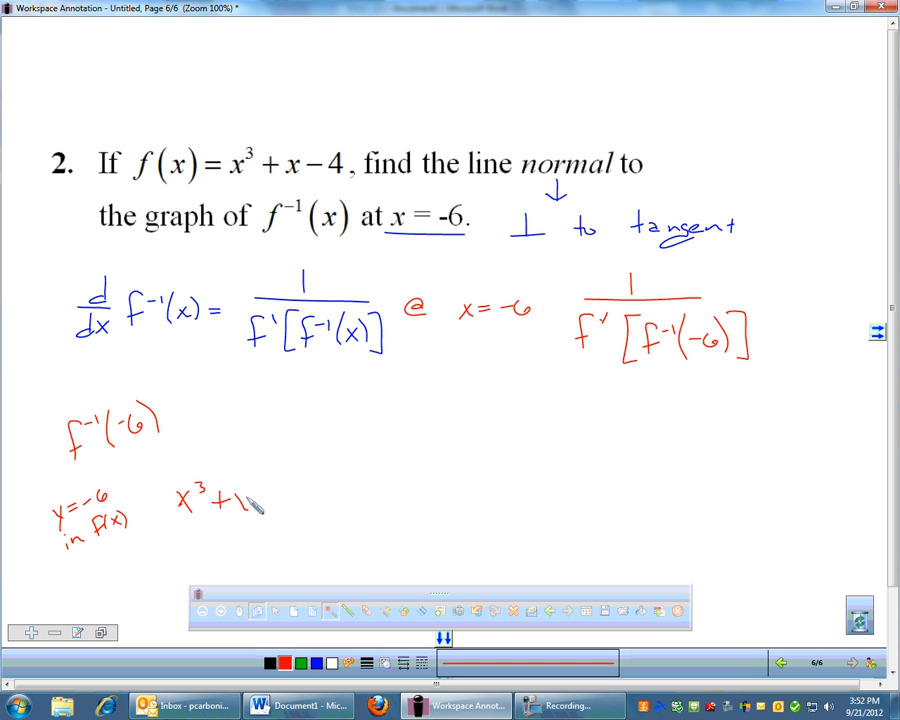 Workspace Annotation - Untitled, Page 6/6 (Zoom 100%) *
2. If f(x) = x³ + x − 4, find the line normal to
the graph of f⁻¹(x) at x = -6.
⊥ to tangent
d/dx f⁻¹(x) = 1/f'[f⁻¹(x)] @ x = −6 1/f'[f⁻¹(−6)]
f⁻¹(−6)
y = −6
in f(x)
x³ + x
6/6
Inbox - pcarboni...
Document1 - Mic...
Workspace Annot...
Recording...
3:52 PM
9/21/2012